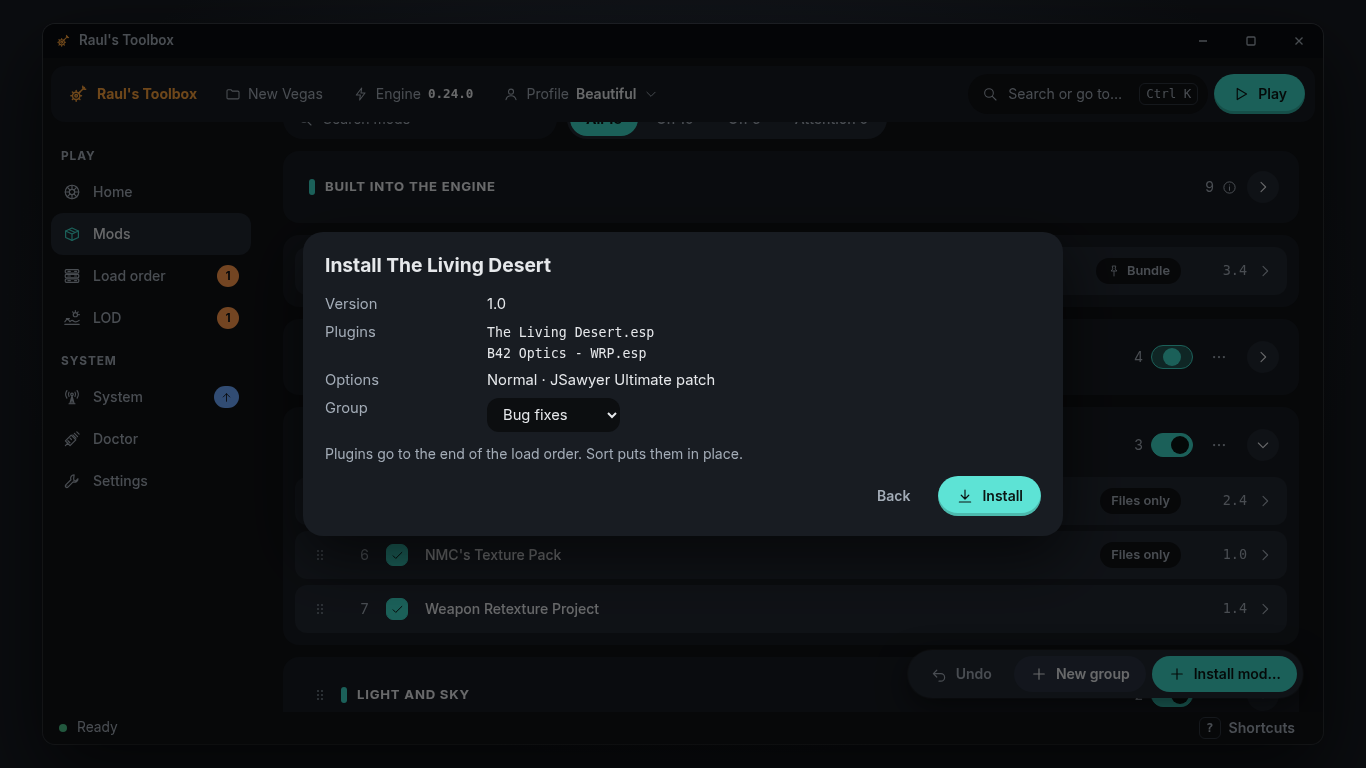 Raul's Toolbox
Raul's Toolbox
New Vegas
Engine 0.24.0
Profile Beautiful
Search or go to...
Ctrl K
Play
PLAY
Home
Mods
Load order 1
LOD 1
SYSTEM
System
Doctor
Settings
BUILT INTO THE ENGINE
9
Bundle
3.4
4
3
Install The Living Desert
Version 1.0
Plugins The Living Desert.esp
B42 Optics - WRP.esp
Options Normal · JSawyer Ultimate patch
Group Bug fixes
Plugins go to the end of the load order. Sort puts them in place.
Back
Install
Files only
2.4
6 NMC's Texture Pack Files only 1.0
7 Weapon Retexture Project 1.4
LIGHT AND SKY
Undo
New group
Install mod...
Ready
? Shortcuts